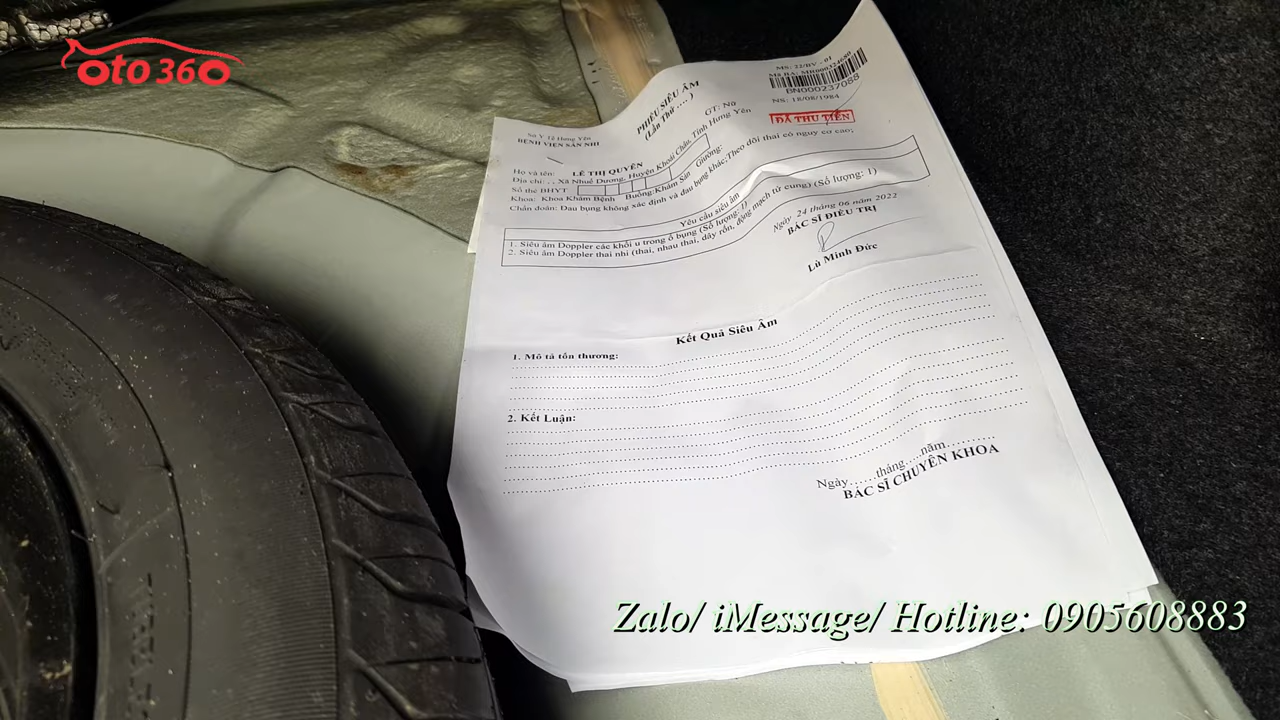 oto360
MS: 22/BV - 01
Mã BA: MB000324680
BN000237088
NS: 18/08/1984
ĐÃ THU TIỀN
Sở Y Tế Hưng Yên
BỆNH VIỆN SẢN NHI
PHIẾU SIÊU ÂM
(Lần Thứ .... )
Họ và tên: LÊ THỊ QUYÊN GT: Nữ
Địa chỉ: , , Xã Nhuế Dương, Huyện Khoái Châu, Tỉnh Hưng Yên
Số thẻ BHYT
Khoa: Khoa Khám Bệnh Buồng: Khám Sản Giường:
Chẩn đoán: Đau bụng không xác định và đau bụng khác; Theo dõi thai có nguy cơ cao;
Yêu cầu siêu âm
1. Siêu âm Doppler các khối u trong ổ bụng (Số lượng: 1)
2. Siêu âm Doppler thai nhi (thai, nhau thai, dây rốn, động mạch tử cung) (Số lượng: 1)
Ngày 24 tháng 06 năm 2022
BÁC SĨ ĐIỀU TRỊ
Lù Minh Đức
Kết Quả Siêu Âm
1. Mô tả tổn thương:
2. Kết Luận:
Ngày......tháng....năm.........
BÁC SĨ CHUYÊN KHOA
Zalo/ iMessage/ Hotline: 0905608883